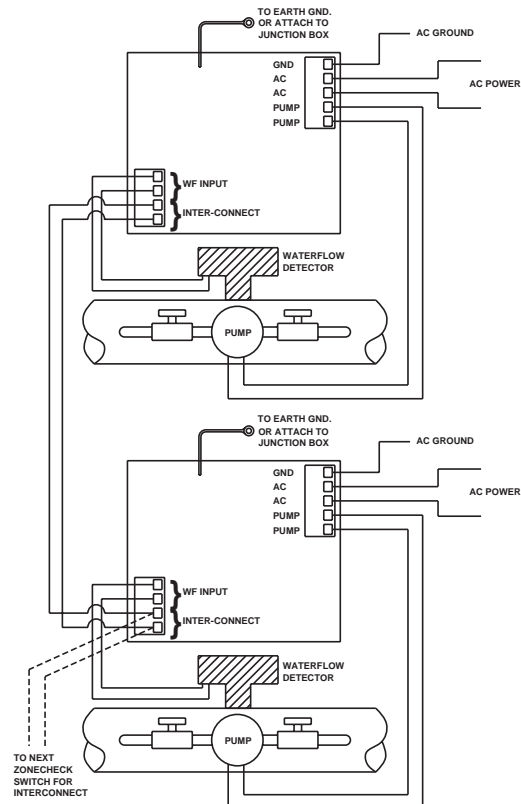 TO EARTH GND.
OR ATTACH TO
JUNCTION BOX
AC GROUND
GND
AC
AC
PUMP
PUMP
AC POWER
WF INPUT
INTER-CONNECT
WATERFLOW
DETECTOR
PUMP
TO EARTH GND.
OR ATTACH TO
JUNCTION BOX
AC GROUND
GND
AC
AC
PUMP
PUMP
AC POWER
WF INPUT
INTER-CONNECT
WATERFLOW
DETECTOR
PUMP
TO NEXT
ZONECHECK
SWITCH FOR
INTERCONNECT